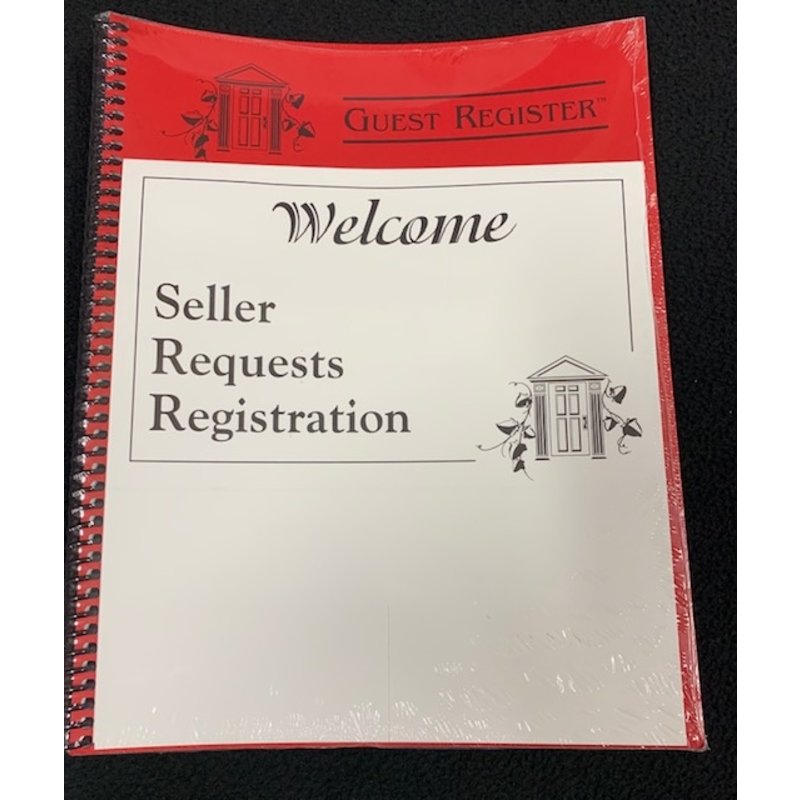 GUEST REGISTER™
Welcome
Seller
Requests
Registration